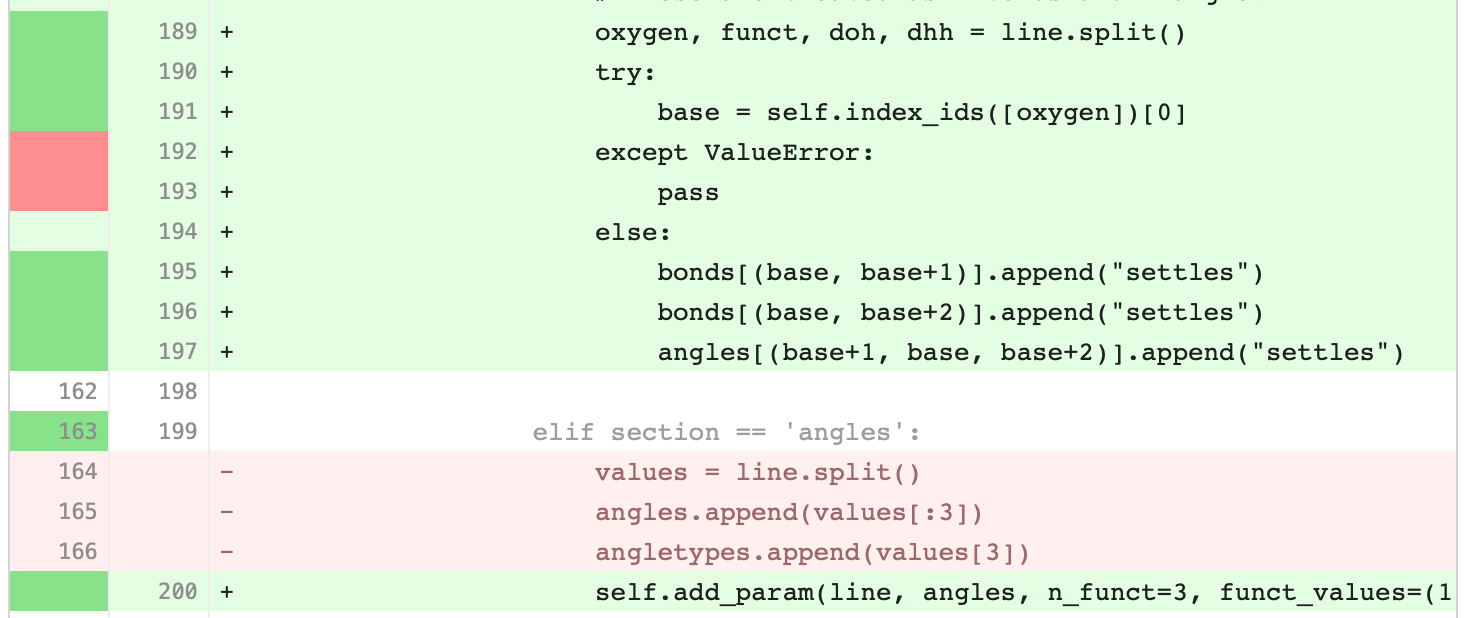 189 + oxygen, funct, doh, dhh = line.split()
190 + try:
191 + base = self.index_ids([oxygen])[0]
192 + except ValueError:
193 + pass
194 + else:
195 + bonds[(base, base+1)].append("settles")
196 + bonds[(base, base+2)].append("settles")
197 + angles[(base+1, base, base+2)].append("settles")
162 198
163 199 elif section == 'angles':
164 - values = line.split()
165 - angles.append(values[:3])
166 - angletypes.append(values[3])
200 + self.add_param(line, angles, n_funct=3, funct_values=(1